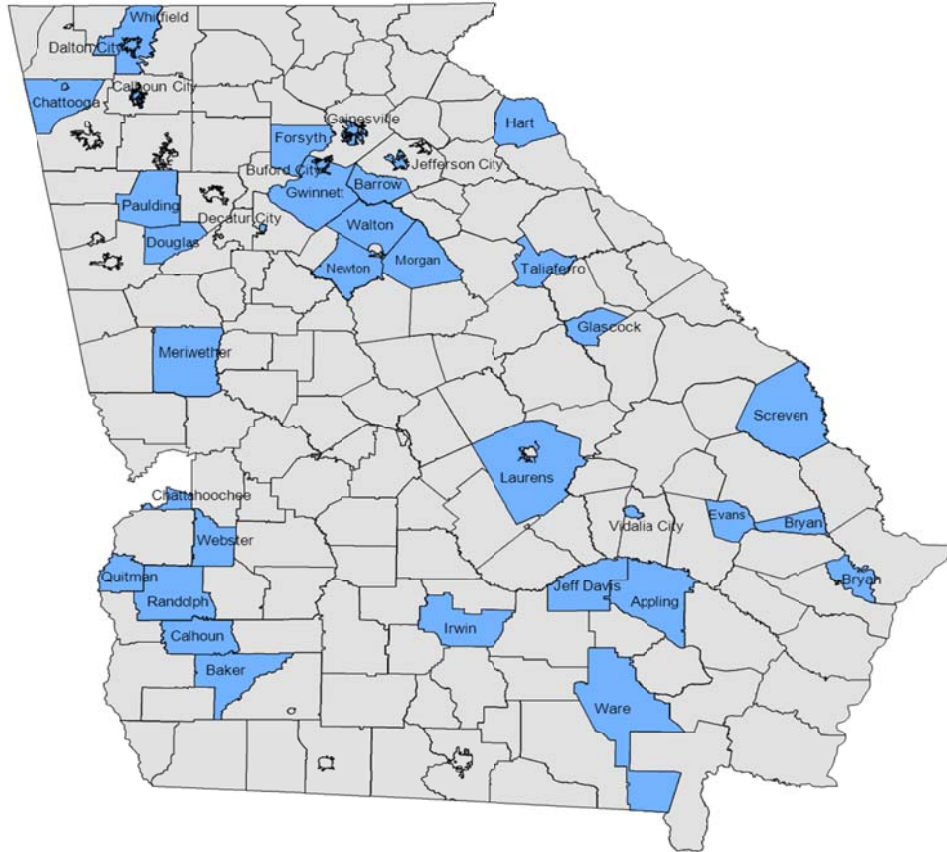 Whitfield
Dalton City
Calhoun City
Chattooga
Gainesville
Hart
Forsyth
Jefferson City
Buford City
Barrow
Gwinnett
Paulding
Decatur City
Walton
Douglas
Newton
Morgan
Taliaferro
Glascock
Meriwether
Screven
Laurens
Chattahoochee
Evans
Vidalia City
Bryan
Webster
Quitman
Bryan
Jeff Davis
Randolph
Appling
Irwin
Calhoun
Baker
Ware